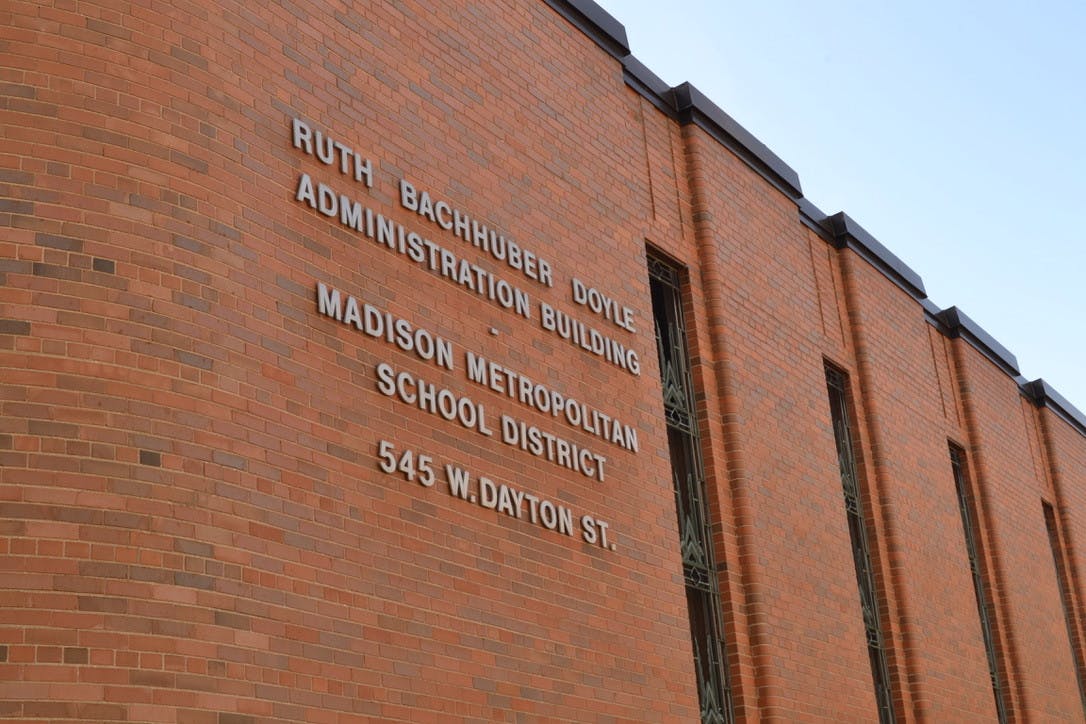 RUTH BACHHUBER DOYLE
ADMINISTRATION BUILDING
-
MADISON METROPOLITAN
SCHOOL DISTRICT
545 W. DAYTON ST.